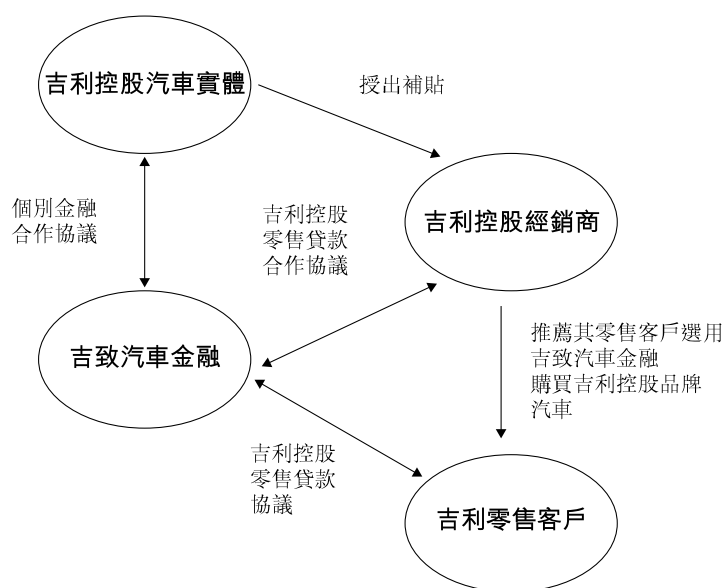 吉利控股汽車實體
授出補貼
個別金融
合作協議
吉利控股
零售貸款
合作協議
吉利控股經銷商
吉致汽車金融
推薦其零售客戶選用
吉致汽車金融
購買吉利控股品牌
汽車
吉利控股
零售貸款
協議
吉利零售客戶